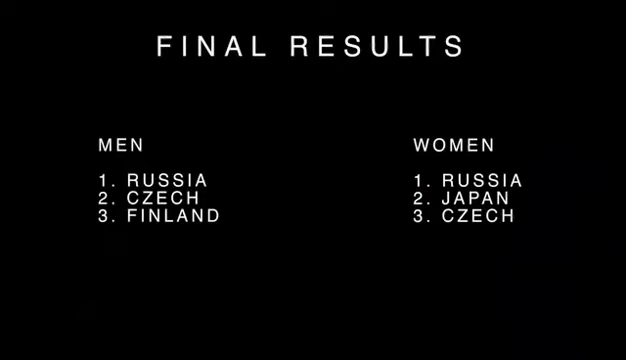 FINAL RESULTS
MEN
1. RUSSIA
2. CZECH
3. FINLAND
WOMEN
1. RUSSIA
2. JAPAN
3. CZECH